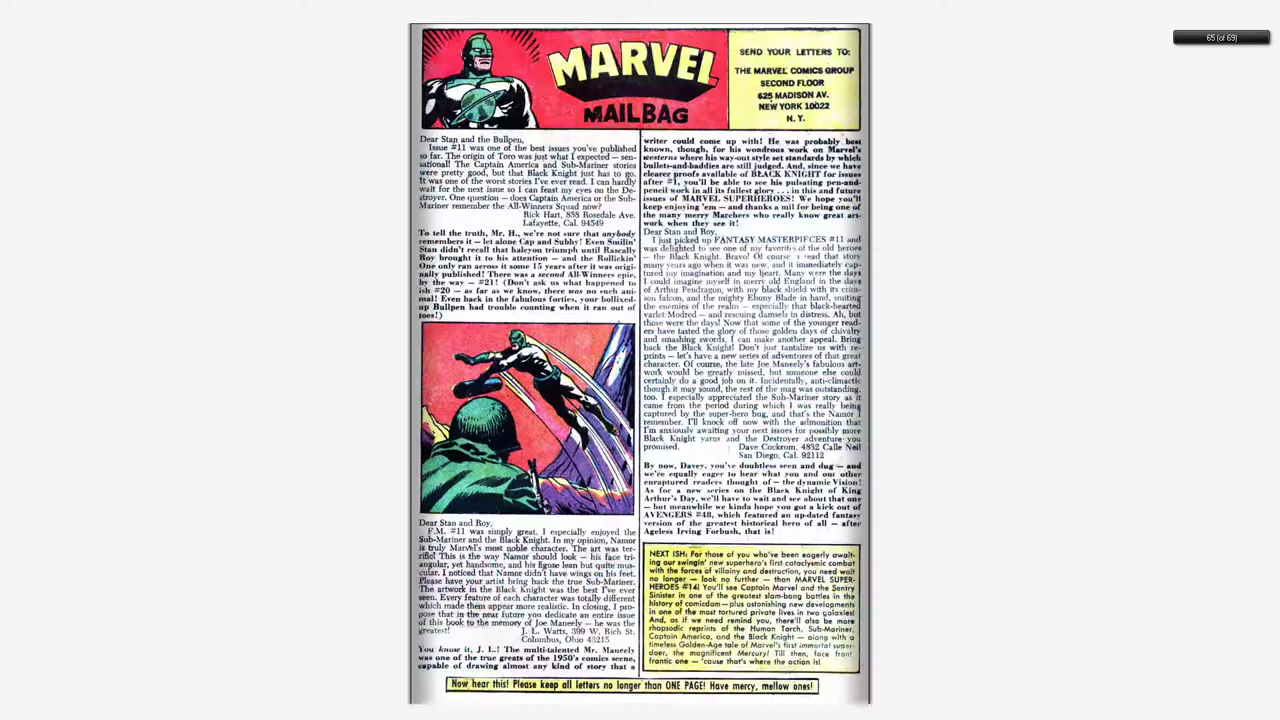 65 (of 69)
MARVEL
MAILBAG
SEND YOUR LETTERS TO:
THE MARVEL COMICS GROUP
SECOND FLOOR
625 MADISON AV.
NEW YORK 10022
N. Y.
Dear Stan and the Bullpen,
Issue #11 was one of the best issues you've published
so far. The origin of Toro was just what I expected — sen-
sational! The Captain America and Sub-Mariner stories
were pretty good, but that Black Knight just has to go.
It was one of the worst stories I've ever read. I can hardly
wait for the next issue so I can feast my eyes on the De-
stroyer. One question — does Captain America or the Sub-
Mariner remember the All-Winners Squad now?
Rick Hart, 838 Rosedale Ave.
Lafayette, Cal. 94549
To tell the truth, Mr. H., we're not sure that anybody
remembers it — let alone Cap and Subby! Even Smilin'
Stan didn't recall that halcyon triumph until Rascally
Roy brought it to his attention — and the Rollickin'
One only ran across it some 15 years after it was origi-
nally published! There was a second All-Winners epic,
by the way — #21! (Don't ask us what happened to
ish #20 — as far as we know, there was no such ani-
mal! Even back in the fabulous forties, your bollixed-
up Bullpen had trouble counting when it ran out of
toes!)
Dear Stan and Roy,
F.M. #11 was simply great. I especially enjoyed the
Sub-Mariner and the Black Knight. In my opinion, Namor
is truly Marvel's most noble character. The art was ter-
rific! This is the way Namor should look — his face tri-
angular, yet handsome, and his figure lean but quite mus-
cular. I noticed that Namor didn't have wings on his feet.
Please have your artist bring back the true Sub-Mariner.
The artwork in the Black Knight was the best I've ever
seen. Every feature of each character was totally different
which made them appear more realistic. In closing, I pro-
pose that in the near future you dedicate an entire issue
of this book to the memory of Joe Maneely — he was the
greatest!
J. L. Watts, 399 W. Rich St.
Columbus, Ohio 43215
You know it, J. L.! The multi-talented Mr. Maneely
was one of the true greats of the 1950's comics scene,
capable of drawing almost any kind of story that a
writer could come up with! He was probably best
known, though, for his wondrous work on Marvel's
westerns where his way-out style set standards by which
bullets-and-baddies are still judged. And, since we have
clearer proofs available of BLACK KNIGHT for issues
after #1, you'll be able to see his pulsating pen-and-
pencil work in all its fullest glory . . . in this and future
issues of MARVEL SUPERHEROES! We hope you'll
keep enjoying 'em — and thanks a mil for being one of
the many merry Marchers who really know great art-
work when they see it!
Dear Stan and Roy,
I just picked up FANTASY MASTERPIECES #11 and
was delighted to see one of my favorites of the old heroes
— the Black Knight. Bravo! Of course I read that story
many years ago when it was new, and it immediately cap-
tured my imagination and my heart. Many were the days
I could imagine myself in merry old England in the days
of Arthur Pendragon, with my black shield with its crim-
son falcon, and the mighty Ebony Blade in hand, smiting
the enemies of the realm — especially that black-hearted
varlet Modred — and rescuing damsels in distress. Ah, but
those were the days! Now that some of the younger read-
ers have tasted the glory of those golden days of chivalry
and smashing swords, I can make another appeal. Bring
back the Black Knight! Don't just tantalize us with re-
prints — let's have a new series of adventures of that great
character. Of course, the late Joe Maneely's fabulous art-
work would be greatly missed, but someone else could
certainly do a good job on it. Incidentally, anti-climactic
though it may sound, the rest of the mag was outstanding,
too. I especially appreciated the Sub-Mariner story as it
came from the period during which I was really being
captured by the super-hero bug, and that's the Namor I
remember. I'll knock off now with the admonition that
I'm anxiously awaiting your next issues for possibly more
Black Knight yarns and the Destroyer adventure you
promised.
Dave Cockrum, 4832 Calle Neil
San Diego, Cal. 92112
By now, Davey, you've doubtless seen and dug — and
we're equally eager to hear what you and our other
enraptured readers thought of — the dynamic Vision!
As for a new series on the Black Knight of King
Arthur's Day, we'll have to wait and see about that one
— but meanwhile we kinda hope you got a kick out of
AVENGERS #48, which featured an up-dated fantasy
version of the greatest historical hero of all — after
Ageless Irving Forbush, that is!
NEXT ISH: For those of you who've been eagerly await-
ing our swingin' new superhero's first cataclysmic combat
with the forces of villainy and destruction, you need wait
no longer — look no further — than MARVEL SUPER-
HEROES #14! You'll see Captain Marvel and the Sentry
Sinister in one of the greatest slam-bang battles in the
history of comicdom — plus astonishing new developments
in one of the most tortured private lives in two galaxies!
And, as if we need remind you, there'll also be more
rhapsodic reprints of the Human Torch, Sub-Mariner,
Captain America, and the Black Knight — along with a
timeless Golden-Age tale of Marvel's first immortal super-
doer, the magnificent Mercury! Till then, face front,
frantic one — 'cause that's where the action is!
Now hear this! Please keep all letters no longer than ONE PAGE! Have mercy, mellow ones!